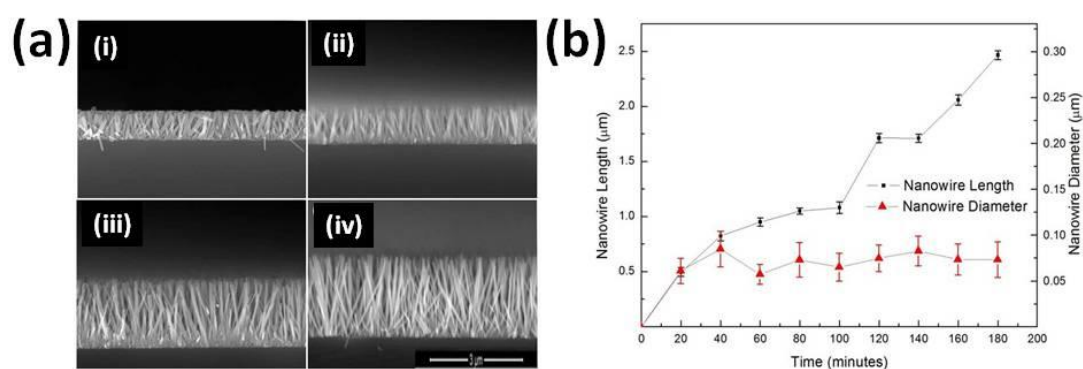 (a)
(i)
(ii)
(iii)
(iv)
3 μm
(b)
Nanowire Length (μm)
2.5
2.0
1.5
1.0
0.5
Nanowire Length
Nanowire Diameter
0.30
0.25
0.20
0.15
0.10
0.05
Nanowire Diameter (μm)
0 20 40 60 80 100 120 140 160 180 200
Time (minutes)